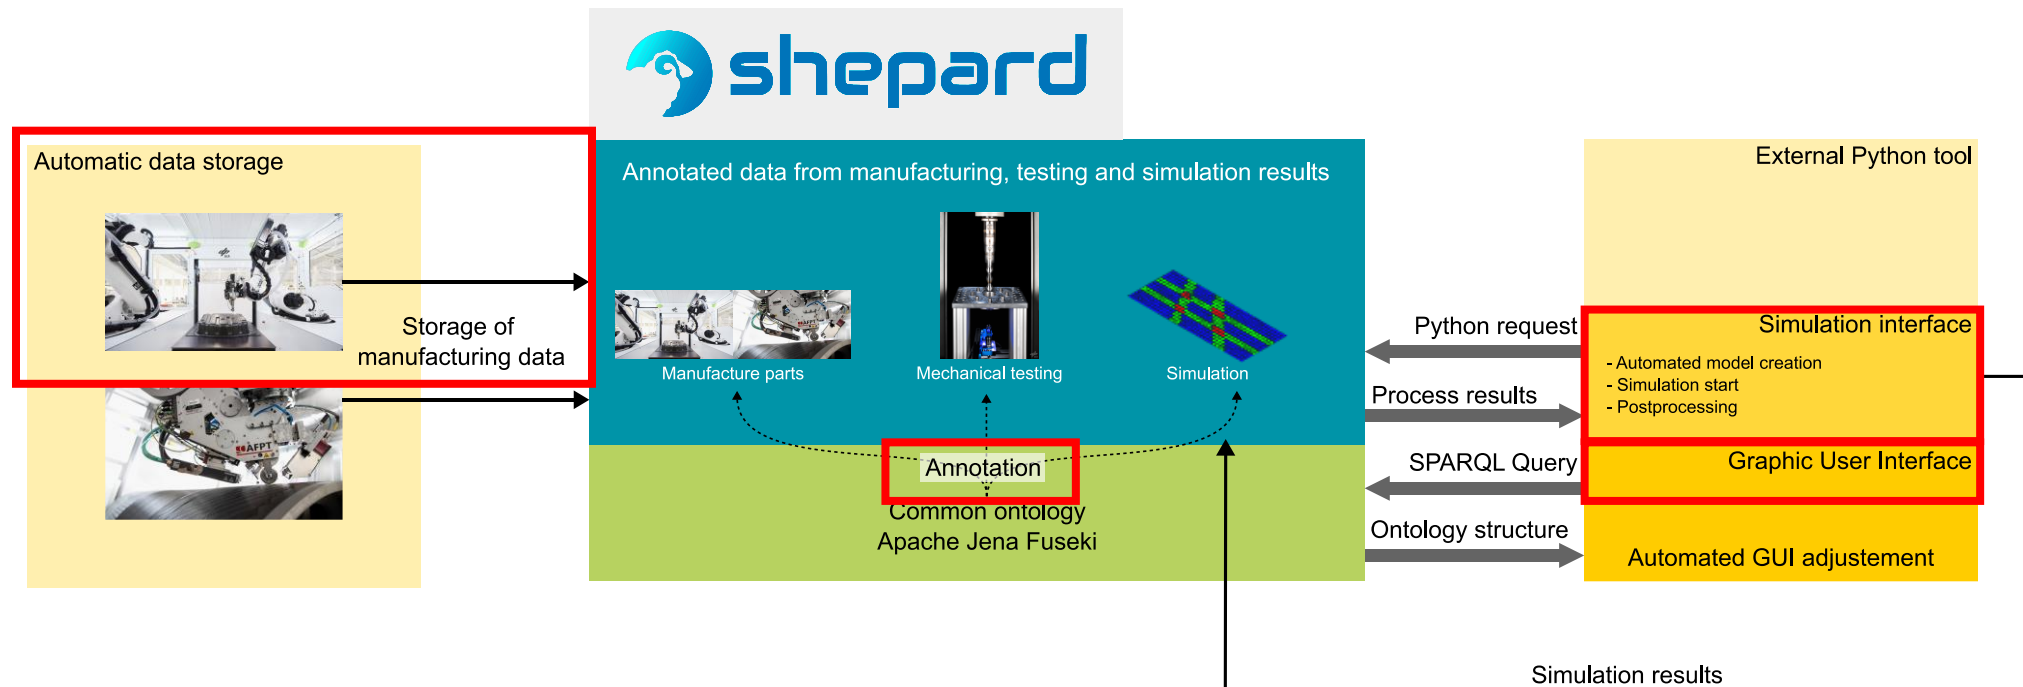 shepard
Automatic data storage
Storage of
manufacturing data
AFPT
Annotated data from manufacturing, testing and simulation results
Manufacture parts
Mechanical testing
Simulation
Annotation
Common ontology
Apache Jena Fuseki
Python request
Process results
SPARQL Query
Ontology structure
External Python tool
Simulation interface
- Automated model creation
- Simulation start
- Postprocessing
Graphic User Interface
Automated GUI adjustement
Simulation results